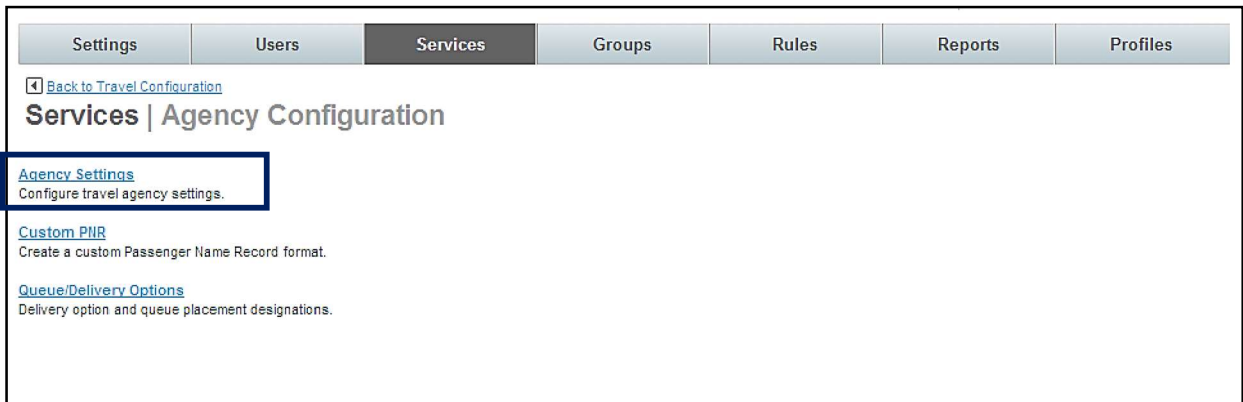 Settings Users Services Groups Rules Reports Profiles
Back to Travel Configuration
Services | Agency Configuration
Agency Settings
Configure travel agency settings.
Custom PNR
Create a custom Passenger Name Record format.
Queue/Delivery Options
Delivery option and queue placement designations.